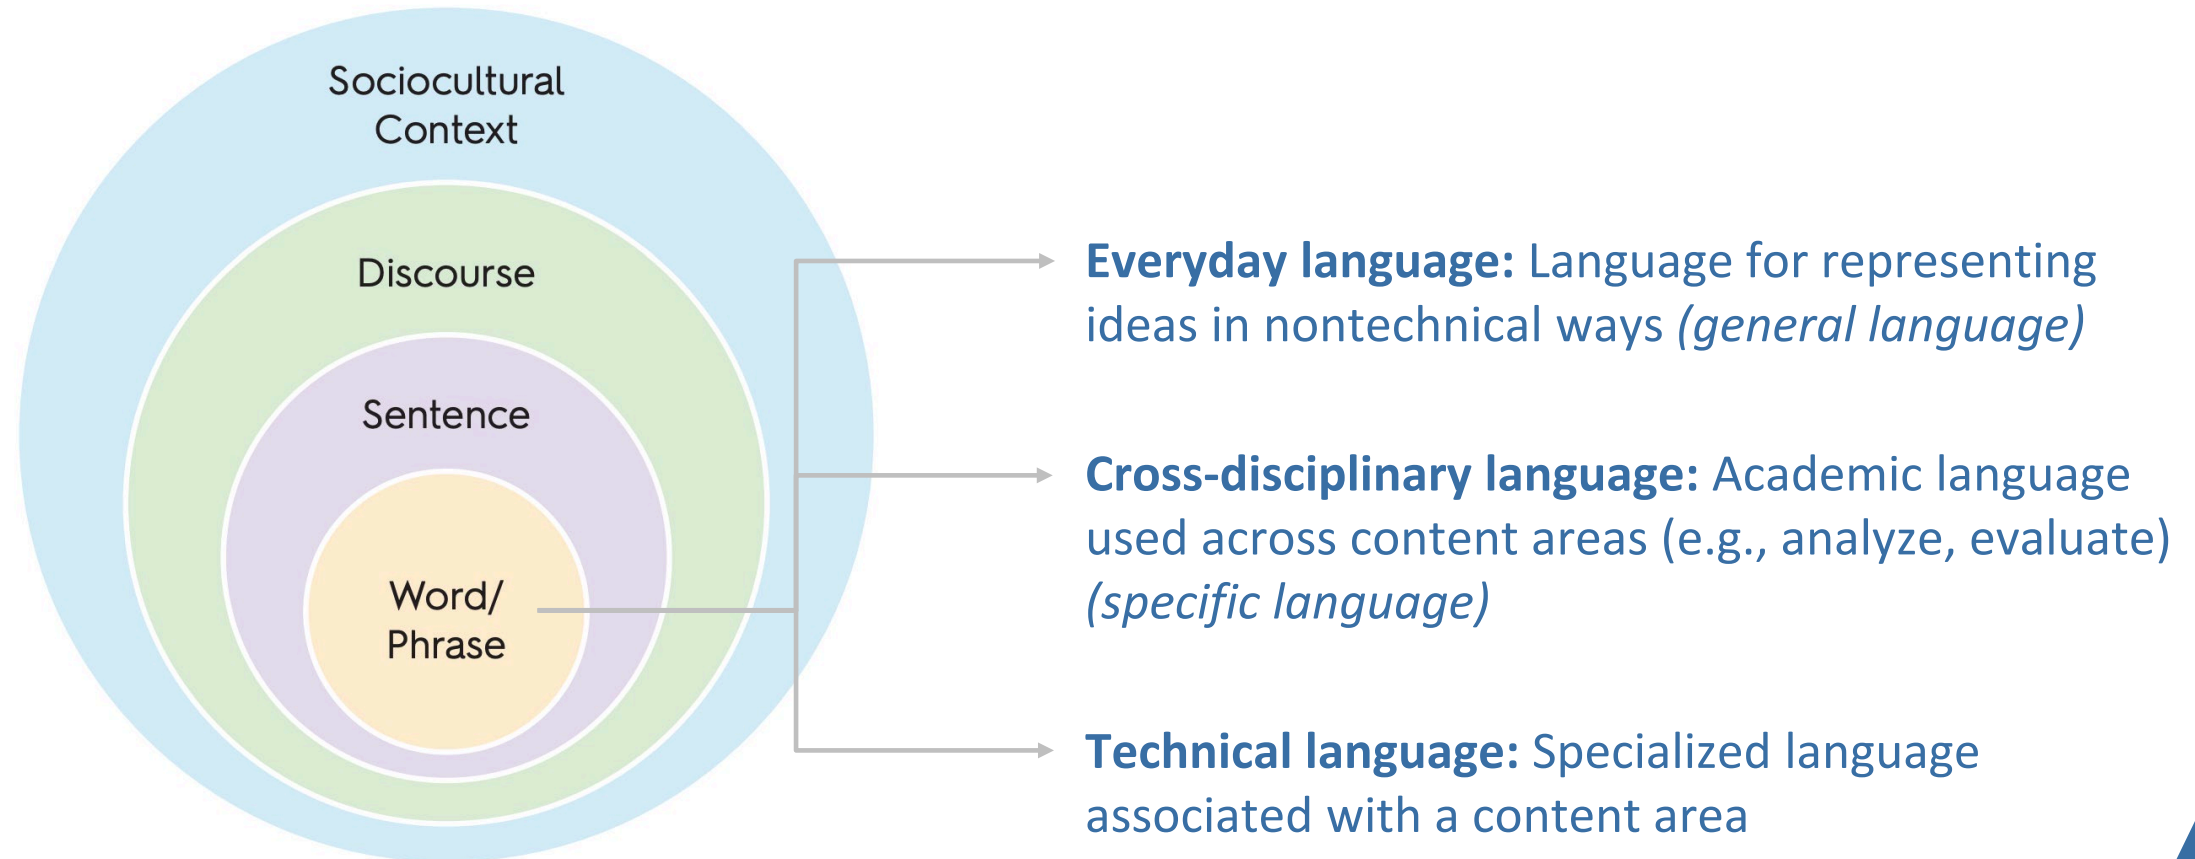 Sociocultural
Context
Discourse
Sentence
Word/
Phrase
Everyday language: Language for representing
ideas in nontechnical ways (general language)
Cross-disciplinary language: Academic language
used across content areas (e.g., analyze, evaluate)
(specific language)
Technical language: Specialized language
associated with a content area